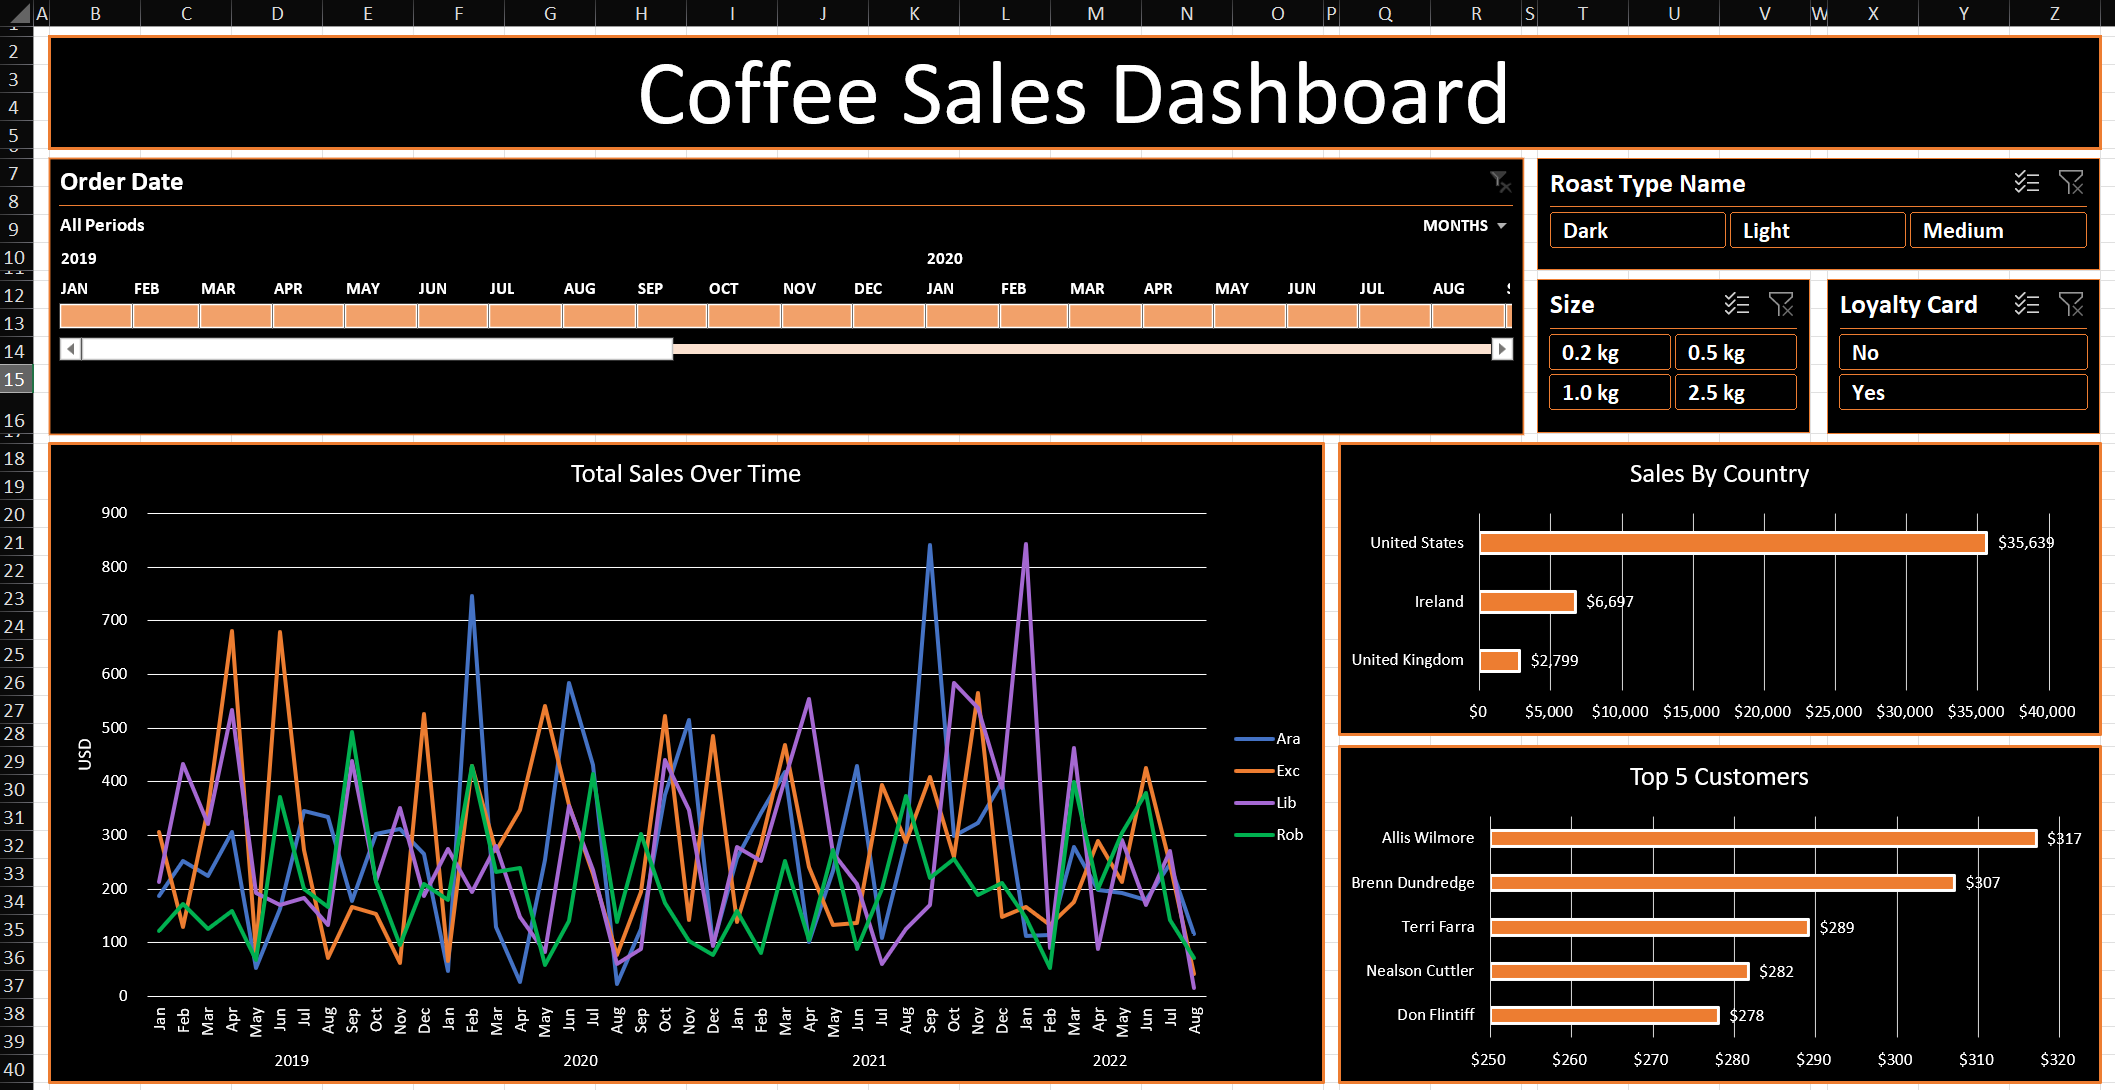 A B C D E F G H I J K L M N O P Q R S T U V W X Y Z
1
2
3
4
5
6
7
8
9
10
11
12
13
14
15
16
17
18
19
20
21
22
23
24
25
26
27
28
29
30
31
32
33
34
35
36
37
38
39
40
Coffee Sales Dashboard
Order Date
All Periods MONTHS
2019 2020
JAN FEB MAR APR MAY JUN JUL AUG SEP OCT NOV DEC JAN FEB MAR APR MAY JUN JUL AUG
Roast Type Name
Dark Light Medium
Size
0.2 kg 0.5 kg
1.0 kg 2.5 kg
Loyalty Card
No
Yes
Total Sales Over Time
900
800
700
600
500
400
300
200
100
0
USD
Jan Feb Mar Apr May Jun Jul Aug Sep Oct Nov Dec Jan Feb Mar Apr May Jun Jul Aug Sep Oct Nov Dec Jan Feb Mar Apr May Jun Jul Aug Sep Oct Nov Dec Jan Feb Mar Apr May Jun Jul Aug
2019 2020 2021 2022
Ara
Exc
Lib
Rob
Sales By Country
United States $35,639
Ireland $6,697
United Kingdom $2,799
$0 $5,000 $10,000 $15,000 $20,000 $25,000 $30,000 $35,000 $40,000
Top 5 Customers
Allis Wilmore $317
Brenn Dundredge $307
Terri Farra $289
Nealson Cuttler $282
Don Flintiff $278
$250 $260 $270 $280 $290 $300 $310 $320